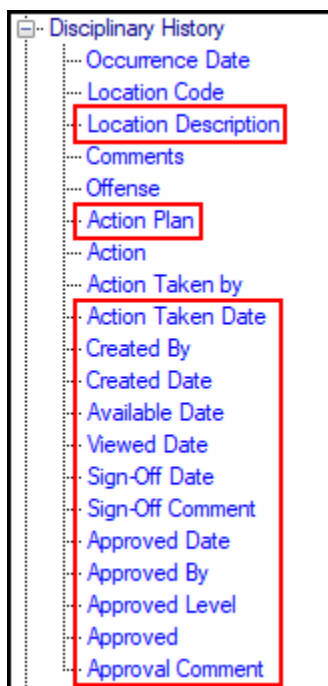 Disciplinary History
Occurrence Date
Location Code
Location Description
Comments
Offense
Action Plan
Action
Action Taken by
Action Taken Date
Created By
Created Date
Available Date
Viewed Date
Sign-Off Date
Sign-Off Comment
Approved Date
Approved By
Approved Level
Approved
Approval Comment